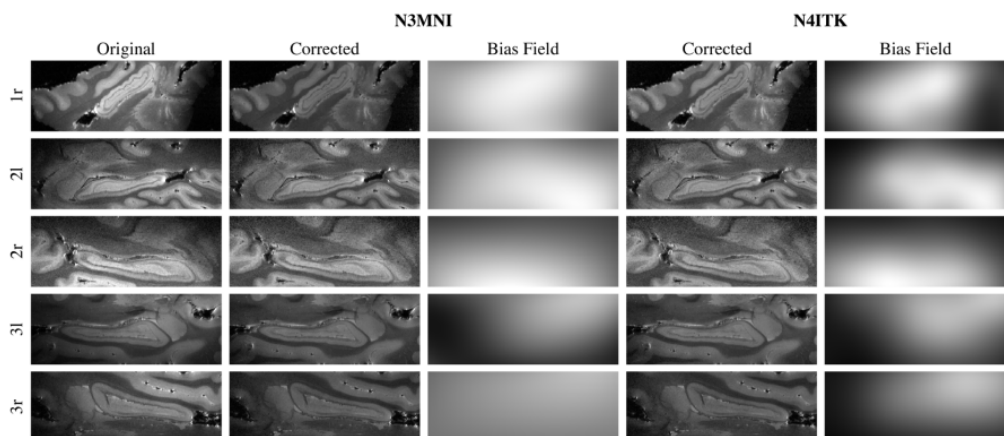 N3MNI N4ITK
Original Corrected Bias Field Corrected Bias Field
1r
2l
2r
3l
3r